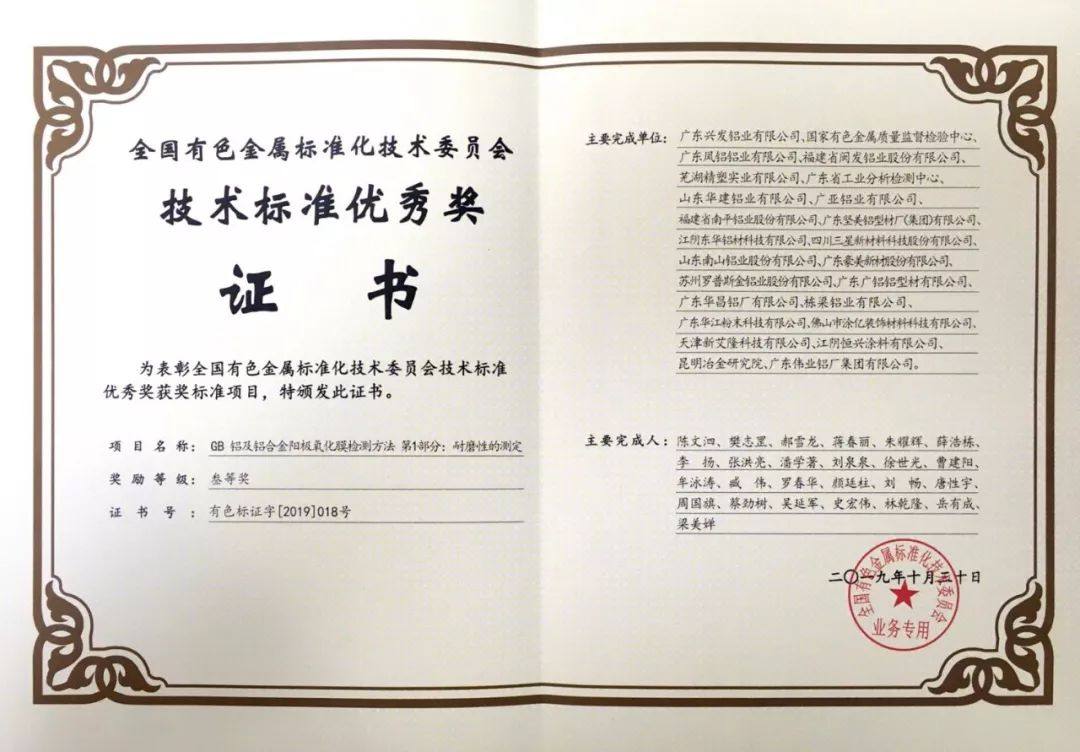 全国有色金属标准化技术委员会
技术标准优秀奖
证 书
为表彰全国有色金属标准化技术委员会技术标准
优秀奖获奖标准项目，特颁发此证书。
项目名称： GB 铝及铝合金阳极氧化膜检测方法 第1部分：耐磨性的测定
奖励等级： 叁等奖
证书号： 有色标证字[2019]018号
主要完成单位： 广东兴发铝业有限公司、国家有色金属质量监督检验中心、
广东凤铝铝业有限公司、福建省闽发铝业股份有限公司、
芜湖精塑实业有限公司、广东省工业分析检测中心、
山东华建铝业有限公司、广亚铝业有限公司、
福建省南平铝业股份有限公司、广东坚美铝型材厂(集团)有限公司、
江阴东华铝材科技有限公司、四川三星新材料科技股份有限公司、
山东南山铝业股份有限公司、广东豪美新材股份有限公司、
苏州罗普斯金铝业股份有限公司、广东广铝铝型材有限公司、
广东华昌铝厂有限公司、栋梁铝业有限公司、
广东华江粉末科技有限公司、佛山市涂亿装饰材料科技有限公司、
天津新艾隆科技有限公司、江阴恒兴涂料有限公司、
昆明冶金研究院、广东伟业铝厂集团有限公司。
主要完成人： 陈文泗、樊志罡、郝雪龙、蒋春丽、朱耀辉、薛浩栋、
李 扬、张洪亮、潘学著、刘泉泉、徐世光、曹建阳、
牟泳涛、臧 伟、罗春华、颜廷柱、刘 畅、唐性宇、
周国旗、蔡劲树、吴延军、史宏伟、林乾隆、岳有成、
梁美婵
二〇一九年十月三十日
全国有色金属标准化技术委员会
业务专用